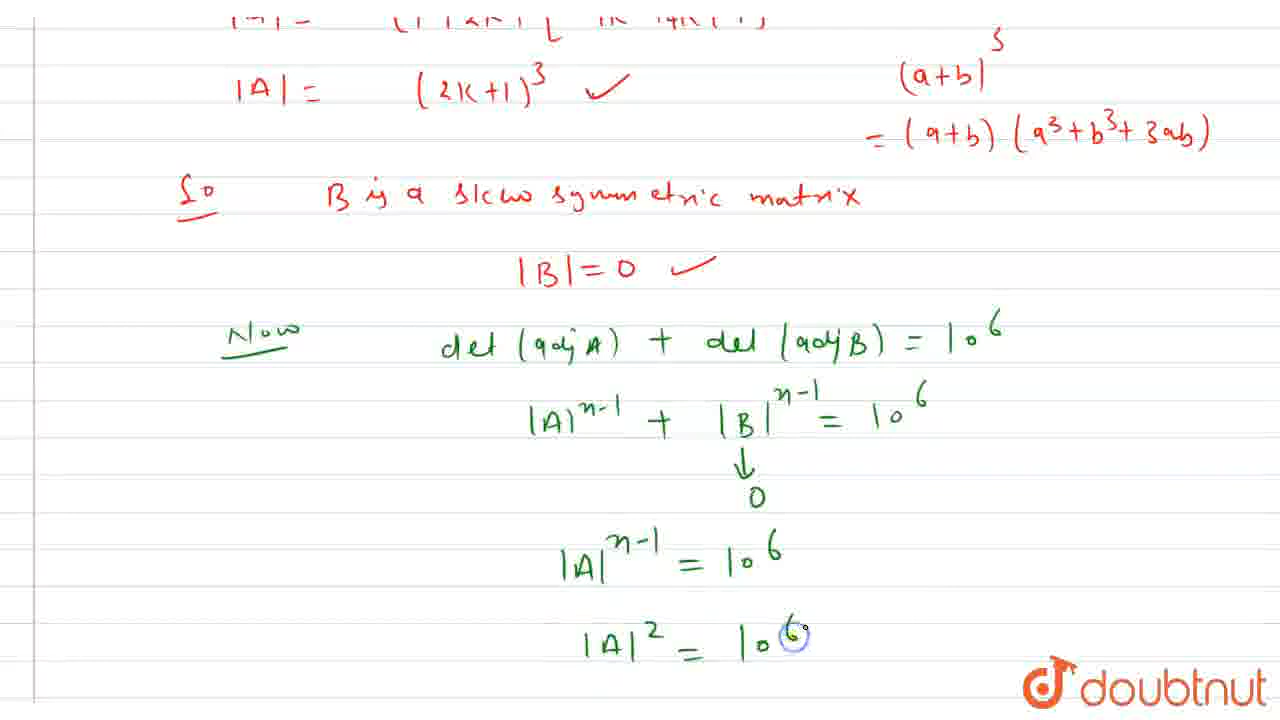 |A| = (2K+1)³ ✓
(a+b)³
= (a+b) (a³+b³+3ab)
So B is a skew symmetric matrix
|B| = 0 ✓
Now det (adj A) + det (adj B) = 10⁶
|A|ⁿ⁻¹ + |B|ⁿ⁻¹ = 10⁶
↓
0
|A|ⁿ⁻¹ = 10⁶
|A|² = 10⁶
doubtnut